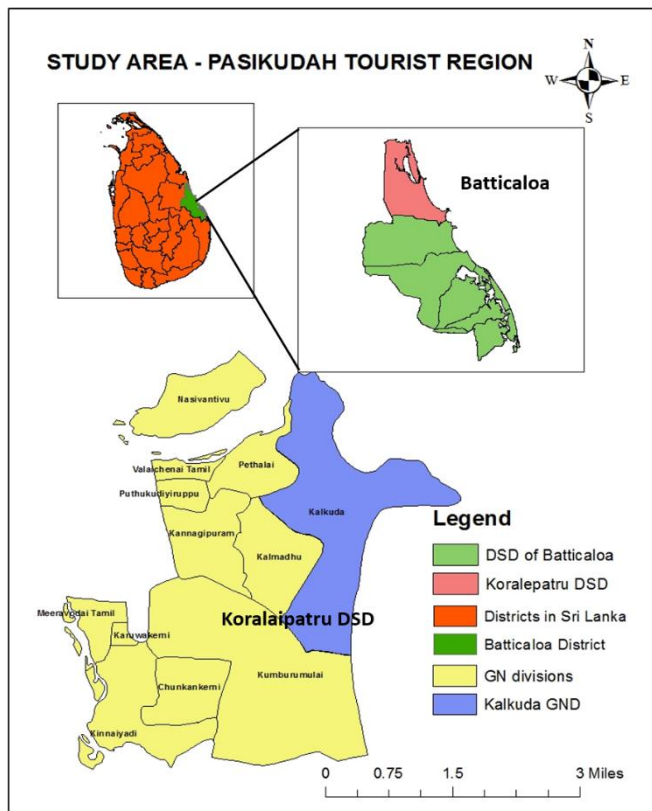 N
STUDY AREA - PASIKUDAH TOURIST REGION
W E
S
Batticaloa
Nasivantivu
Pethalai
Valaichenai Tamil
Puthukudiyiruppu
Kalkuda
Kannagipuram
Kalmadhu
Legend
DSD of Batticaloa
Koralepatru DSD
Districts in Sri Lanka
Batticaloa District
GN divisions
Kalkuda GND
Meeravodai Tamil
Koralaipatru DSD
Karuwakerni
Kumburumulai
Chunkankerni
Kinnaiyadi
0 0.75 1.5 3 Miles